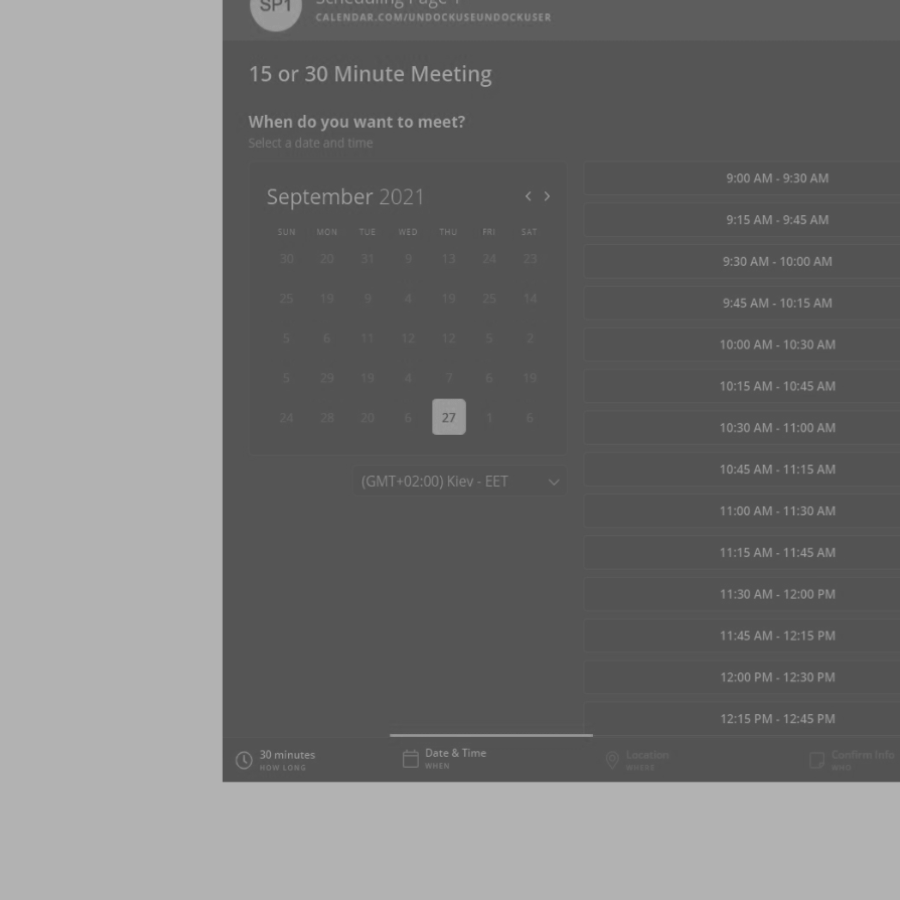 SP1
Scheduling Page 1
CALENDAR.COM/UNDOCKUSEUNDOCKUSER
15 or 30 Minute Meeting
When do you want to meet?
Select a date and time
September 2021
SUN MON TUE WED THU FRI SAT
30 20 31 9 13 24 23
25 19 9 4 19 25 14
5 6 11 12 12 5 2
5 29 19 4 7 6 19
24 28 20 6 27 1 6
(GMT+02:00) Kiev - EET
9:00 AM - 9:30 AM
9:15 AM - 9:45 AM
9:30 AM - 10:00 AM
9:45 AM - 10:15 AM
10:00 AM - 10:30 AM
10:15 AM - 10:45 AM
10:30 AM - 11:00 AM
10:45 AM - 11:15 AM
11:00 AM - 11:30 AM
11:15 AM - 11:45 AM
11:30 AM - 12:00 PM
11:45 AM - 12:15 PM
12:00 PM - 12:30 PM
12:15 PM - 12:45 PM
30 minutes
HOW LONG
Date & Time
WHEN
Location
WHERE
Confirm Info
WHO